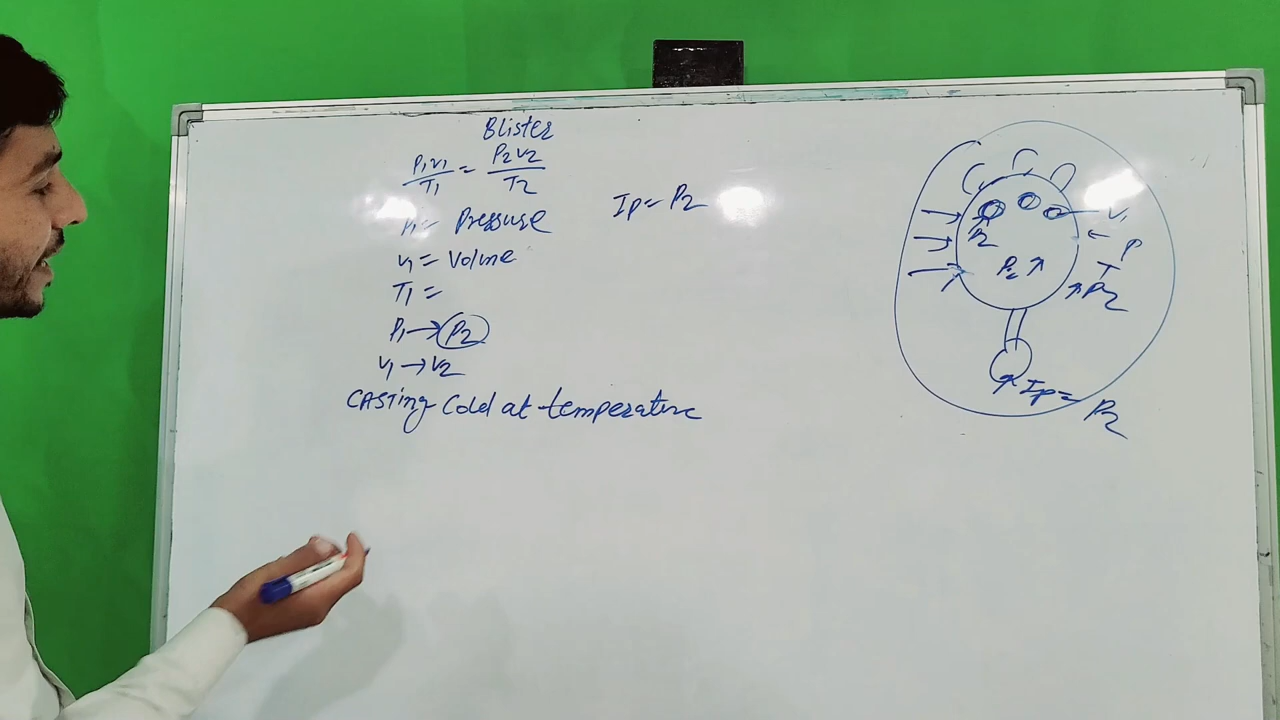 Blister
P1V1/T1 = P2V2/T2
P1 = Pressure
Ip = P2
V1 = Volme
T1 =
P1 → P2
V1 → V2
CASTing Cold at temperature
V1
P2
P
P2 ↗
T
↗ P2
↗ Ip =
P2